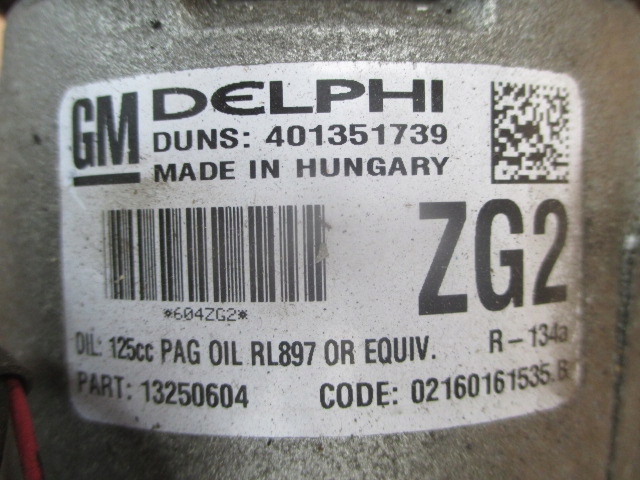 GM DELPHI
DUNS: 401351739
MADE IN HUNGARY
ZG2
*604ZG2*
OIL: 125cc PAG OIL RL897 OR EQUIV. R-134a
PART: 13250604 CODE: 02160161535.B